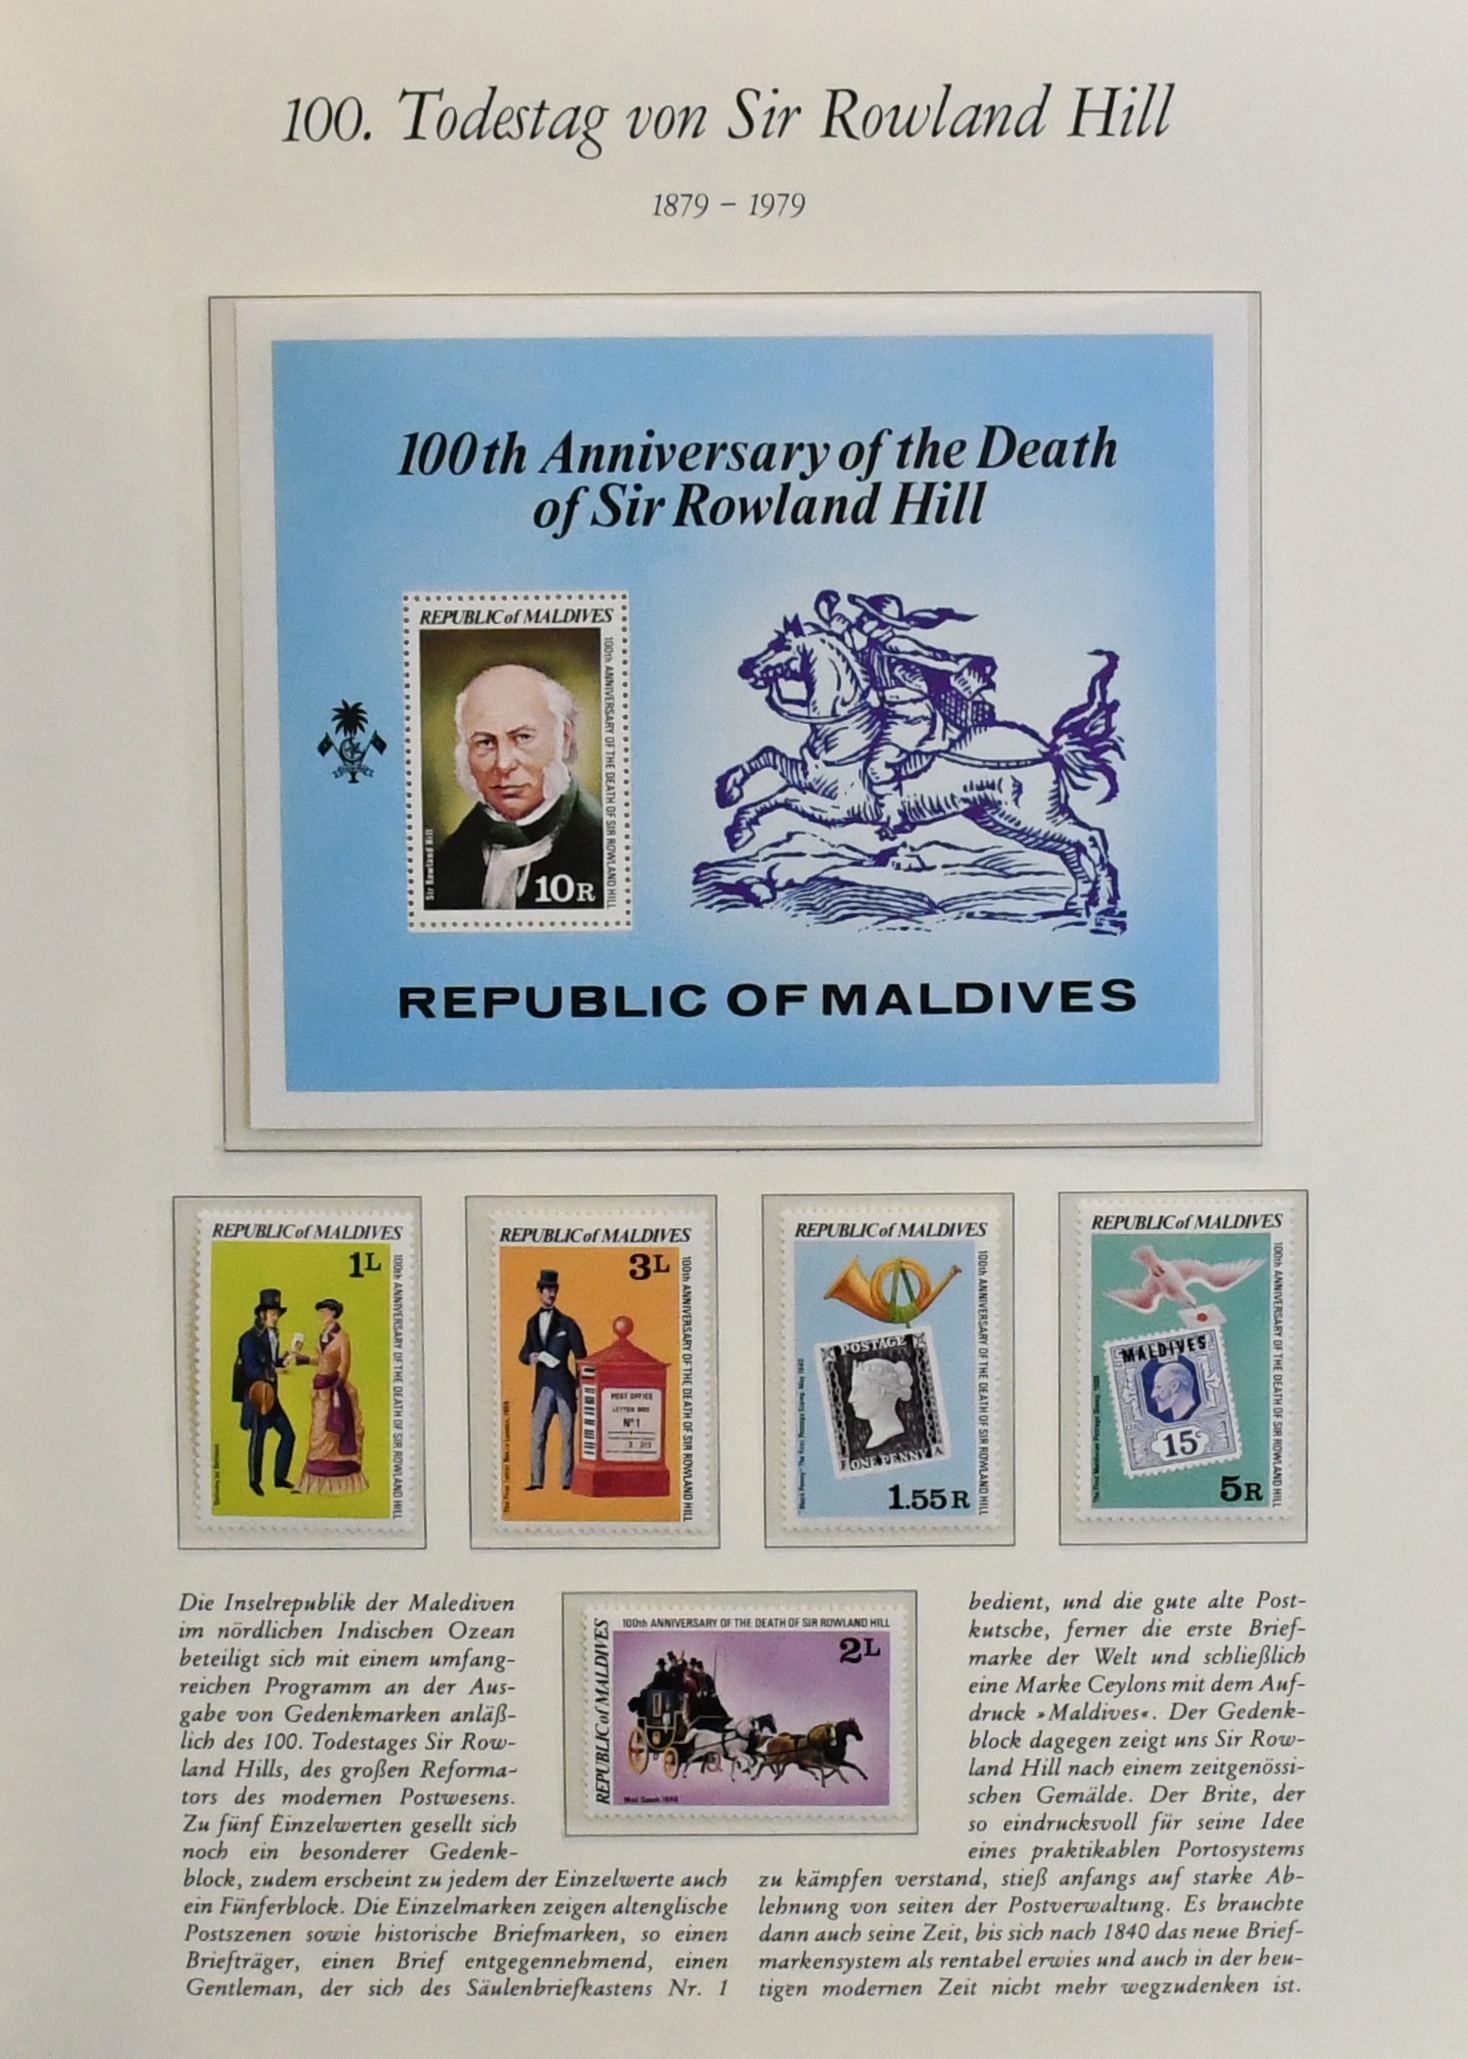 100. Todestag von Sir Rowland Hill
1879 – 1979
100th Anniversary of the Death
of Sir Rowland Hill
REPUBLIC of MALDIVES
100th ANNIVERSARY OF THE DEATH OF SIR ROWLAND HILL
Sir Rowland Hill
10R
REPUBLIC OF MALDIVES
REPUBLIC of MALDIVES
1L
100th ANNIVERSARY OF THE DEATH OF SIR ROWLAND HILL
REPUBLIC of MALDIVES
3L
100th ANNIVERSARY OF THE DEATH OF SIR ROWLAND HILL
POST OFFICE
LETTER BOX
Nº 1
REPUBLIC of MALDIVES
100th ANNIVERSARY OF THE DEATH OF SIR ROWLAND HILL
POSTAGE
ONE PENNY
1.55R
REPUBLIC of MALDIVES
100th ANNIVERSARY OF THE DEATH OF SIR ROWLAND HILL
MALDIVES
15c
5R
100th ANNIVERSARY OF THE DEATH OF SIR ROWLAND HILL
REPUBLIC of MALDIVES
2L
Mail Coach 1840
Die Inselrepublik der Malediven
im nördlichen Indischen Ozean
beteiligt sich mit einem umfang-
reichen Programm an der Aus-
gabe von Gedenkmarken anläß-
lich des 100. Todestages Sir Row-
land Hills, des großen Reforma-
tors des modernen Postwesens.
Zu fünf Einzelwerten gesellt sich
noch ein besonderer Gedenk-
block, zudem erscheint zu jedem der Einzelwerte auch
ein Fünferblock. Die Einzelmarken zeigen altenglische
Postszenen sowie historische Briefmarken, so einen
Briefträger, einen Brief entgegennehmend, einen
Gentleman, der sich des Säulenbriefkastens Nr. 1
bedient, und die gute alte Post-
kutsche, ferner die erste Brief-
marke der Welt und schließlich
eine Marke Ceylons mit dem Auf-
druck »Maldives«. Der Gedenk-
block dagegen zeigt uns Sir Row-
land Hill nach einem zeitgenössi-
schen Gemälde. Der Brite, der
so eindrucksvoll für seine Idee
eines praktikablen Portosystems
zu kämpfen verstand, stieß anfangs auf starke Ab-
lehnung von seiten der Postverwaltung. Es brauchte
dann auch seine Zeit, bis sich nach 1840 das neue Brief-
markensystem als rentabel erwies und auch in der heu-
tigen modernen Zeit nicht mehr wegzudenken ist.